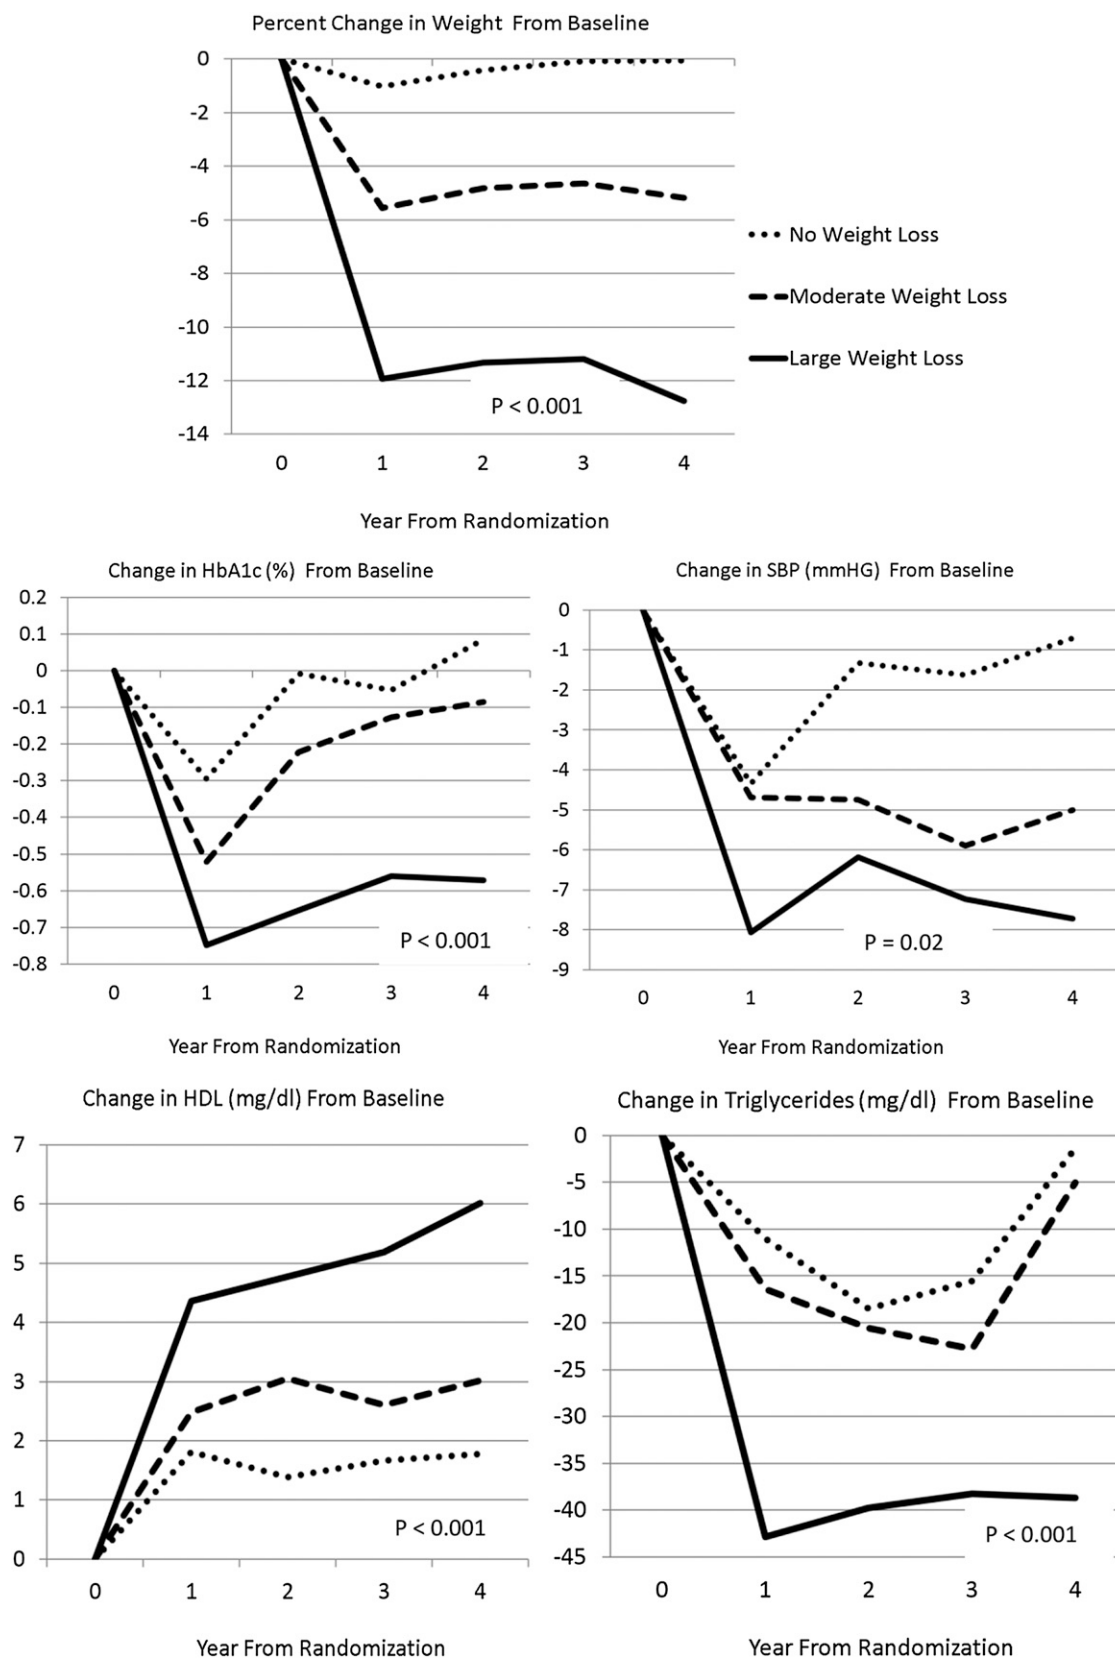 Percent Change in Weight From Baseline
0
-2
-4
-6
-8
-10
-12
-14
No Weight Loss
Moderate Weight Loss
Large Weight Loss
P < 0.001
0 1 2 3 4
Year From Randomization
Change in HbA1c (%) From Baseline
0.2
0.1
0
-0.1
-0.2
-0.3
-0.4
-0.5
-0.6
-0.7
-0.8
P < 0.001
0 1 2 3 4
Year From Randomization
Change in SBP (mmHG) From Baseline
0
-1
-2
-3
-4
-5
-6
-7
-8
-9
P = 0.02
0 1 2 3 4
Year From Randomization
Change in HDL (mg/dl) From Baseline
7
6
5
4
3
2
1
0
P < 0.001
0 1 2 3 4
Year From Randomization
Change in Triglycerides (mg/dl) From Baseline
0
-5
-10
-15
-20
-25
-30
-35
-40
-45
P < 0.001
0 1 2 3 4
Year From Randomization